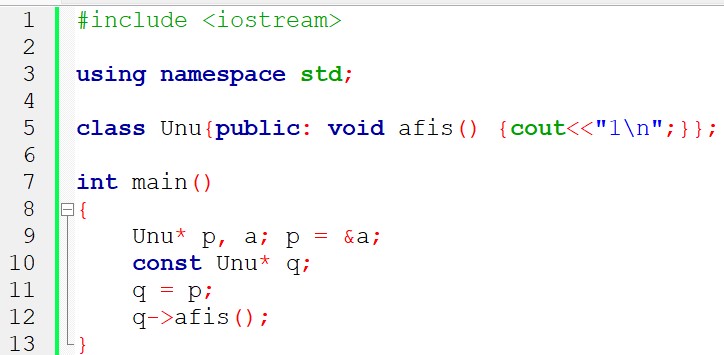 1 #include <iostream>
2
3 using namespace std;
4
5 class Unu{public: void afis() {cout<<"1\n";}};
6
7 int main()
8 {
9 Unu* p, a; p = &a;
10 const Unu* q;
11 q = p;
12 q->afis();
13 }